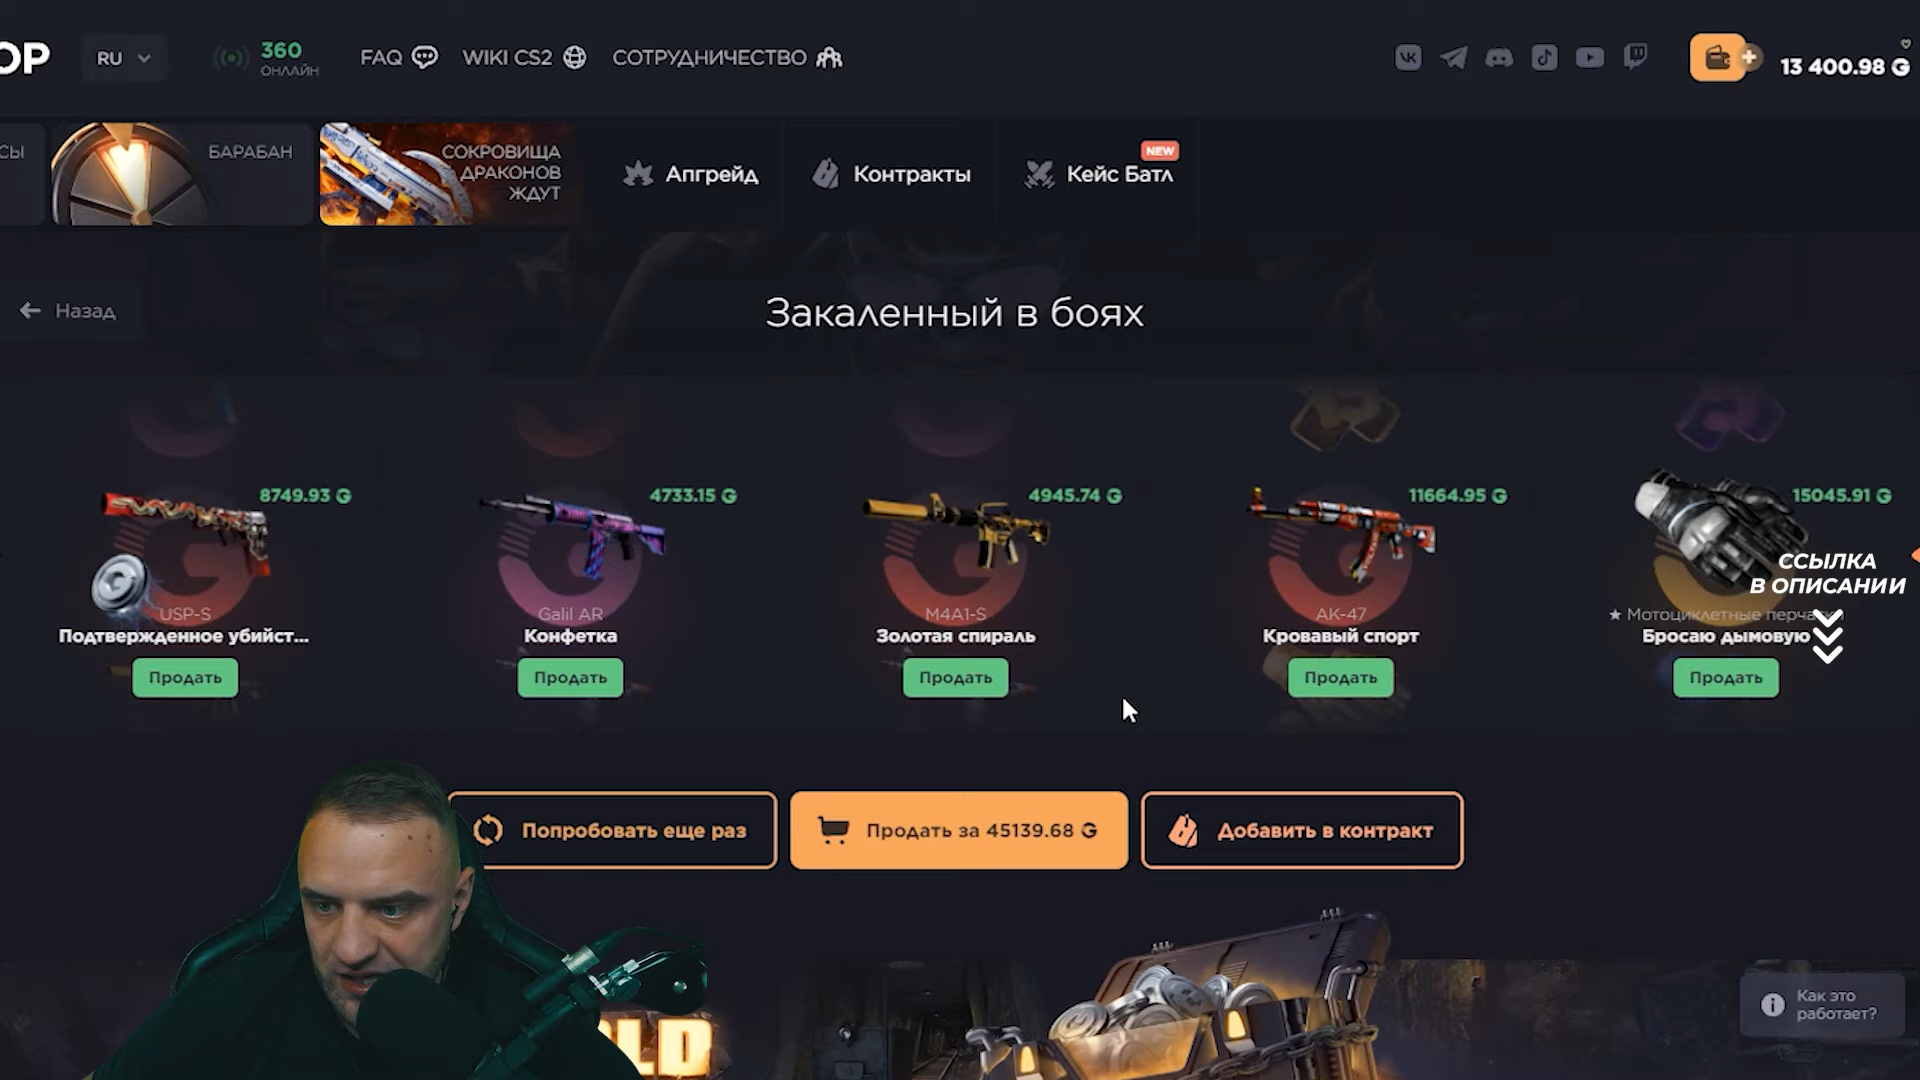 OP
RU
360
ОНЛАЙН
FAQ
WIKI CS2
СОТРУДНИЧЕСТВО
13 400.98 G
СЫ
БАРАБАН
СОКРОВИЩА
ДРАКОНОВ
ЖДУТ
Апгрейд
Контракты
NEW
Кейс Батл
Назад
Закаленный в боях
8749.93 G
USP-S
Подтвержденное убийст...
Продать
4733.15 G
Galil AR
Конфетка
Продать
4945.74 G
M4A1-S
Золотая спираль
Продать
11664.95 G
AK-47
Кровавый спорт
Продать
15045.91 G
★ Мотоциклетные перчатки
Бросаю дымовую
Продать
ССЫЛКА
В ОПИСАНИИ
Попробовать еще раз
Продать за 45139.68 G
Добавить в контракт
LD
Как это
работает?